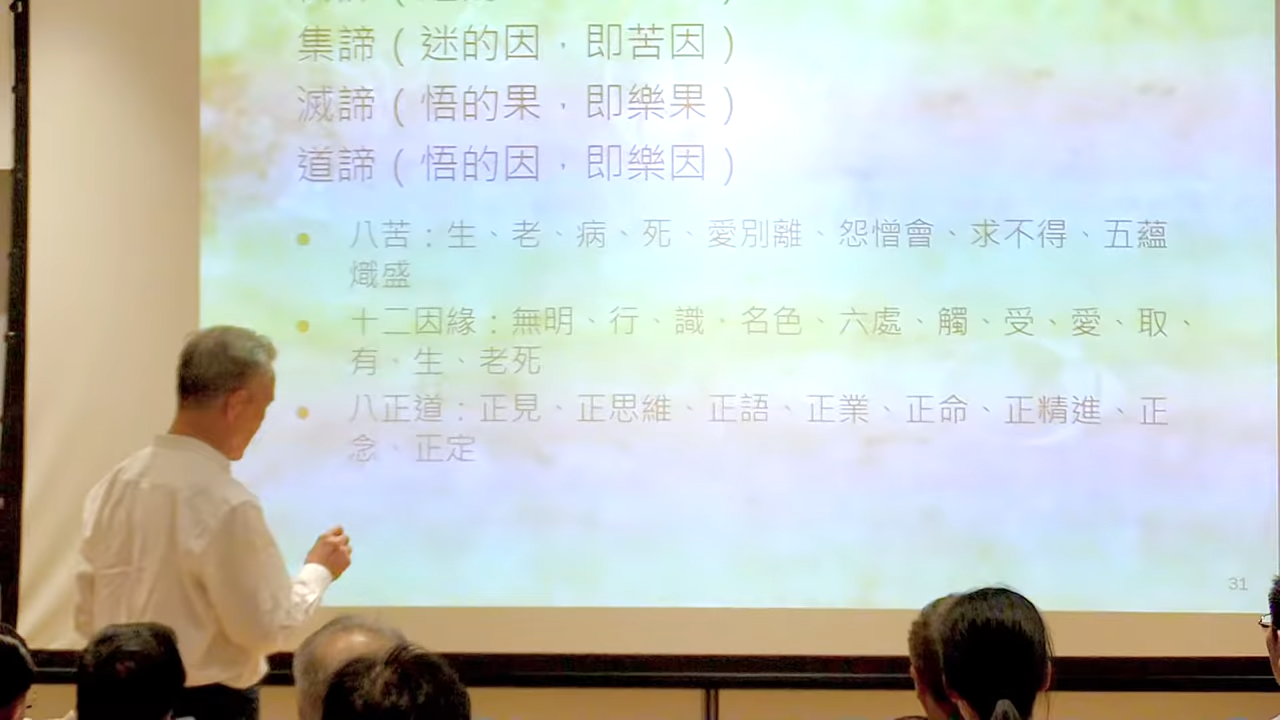 集諦（迷的因，即苦因）
滅諦（悟的果，即樂果）
道諦（悟的因，即樂因）
● 八苦：生、老、病、死、愛別離、怨憎會、求不得、五蘊
熾盛
● 十二因緣：無明、行、識、名色、六處、觸、受、愛、取、
有、生、老死
● 八正道：正見、正思維、正語、正業、正命、正精進、正
念、正定
31